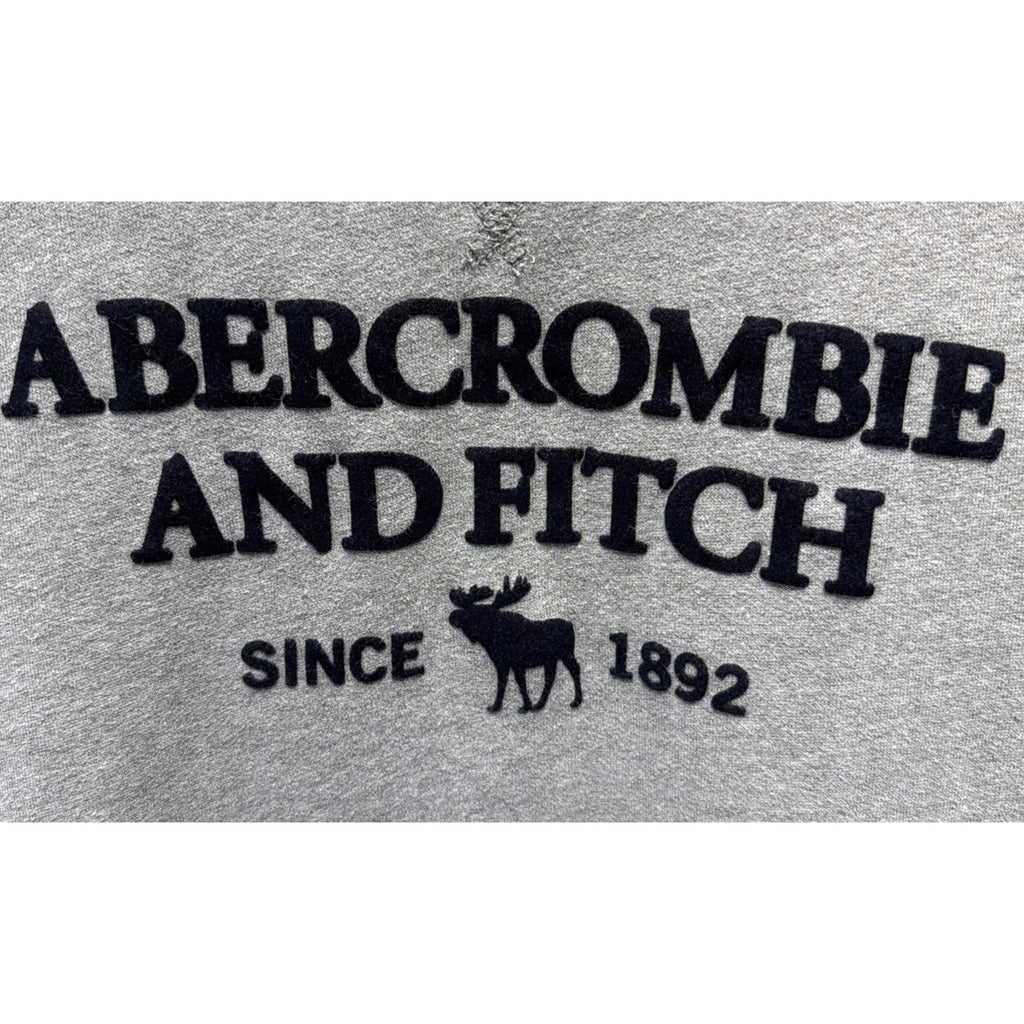 ABERCROMBIE
AND FITCH
SINCE 1892